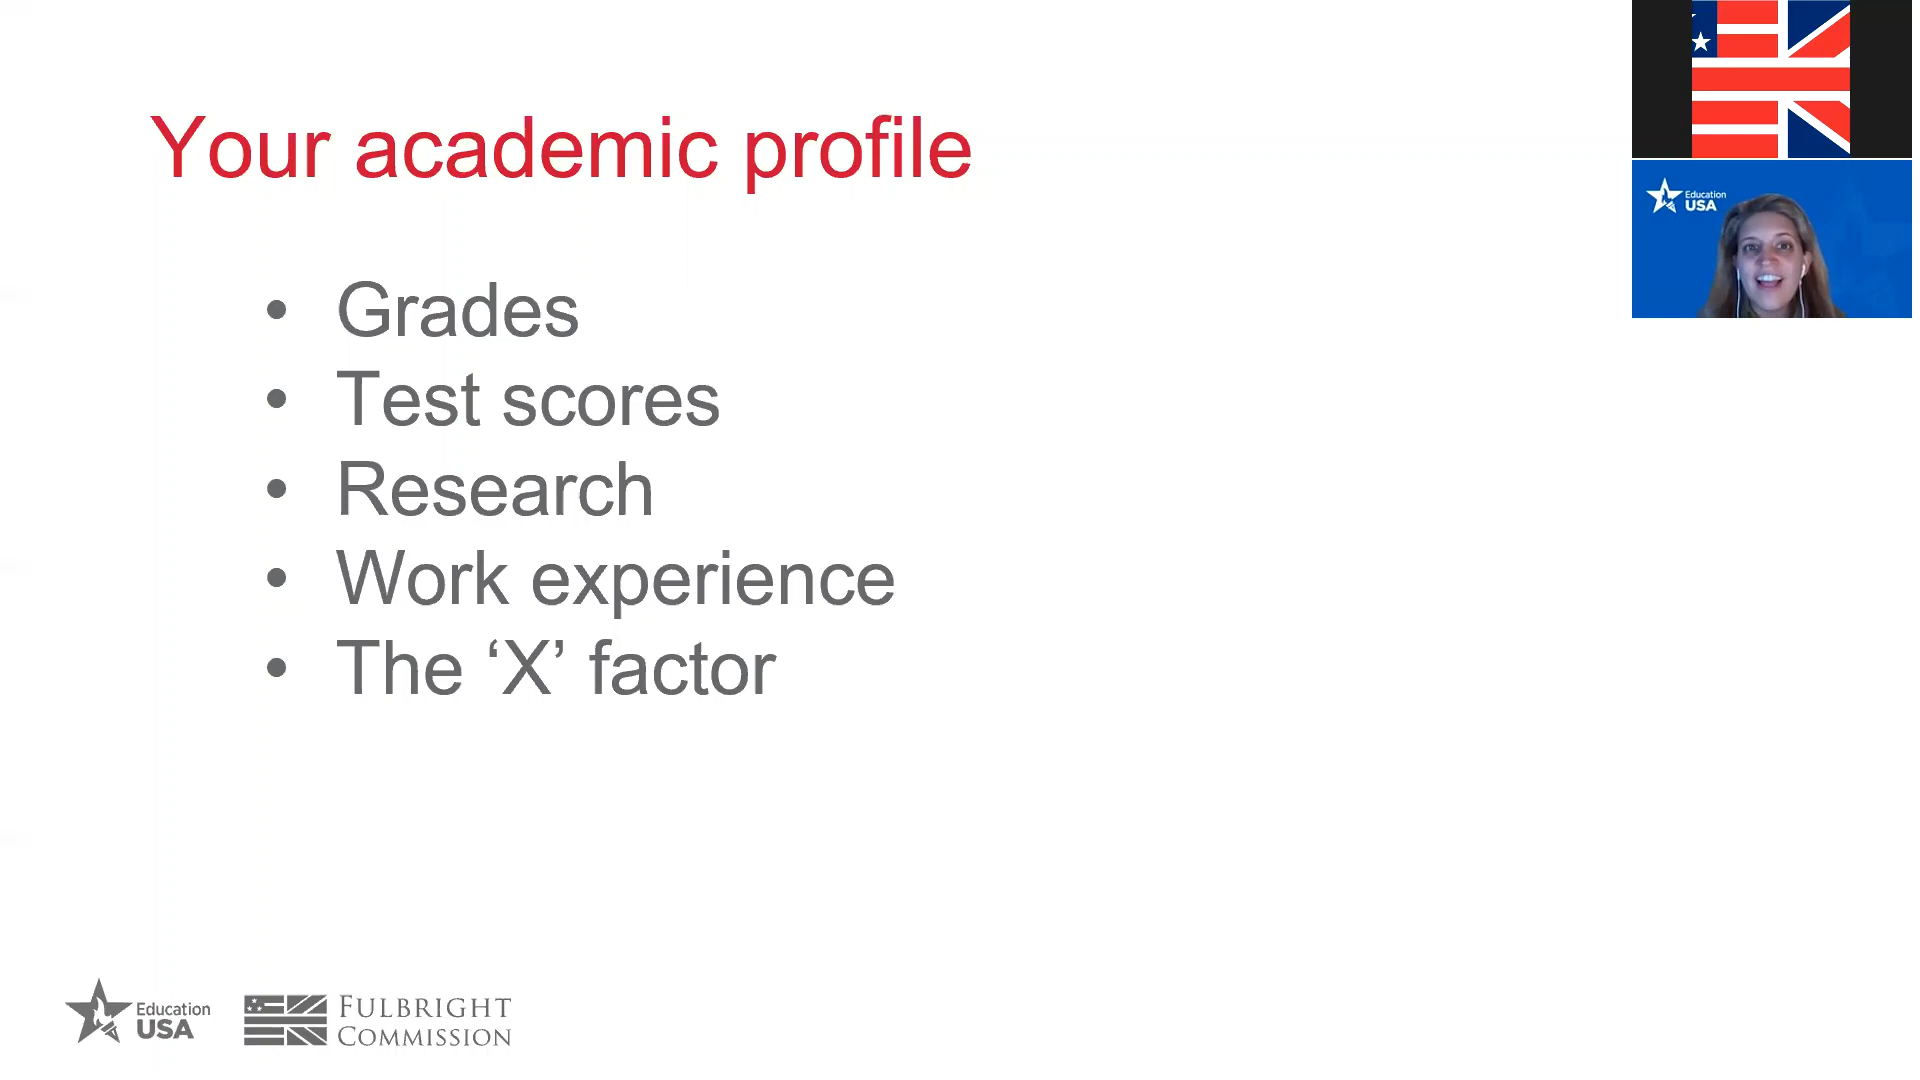 Your academic profile
• Grades
• Test scores
• Research
• Work experience
• The ‘X’ factor
Education
USA
Education
USA
FULBRIGHT
COMMISSION